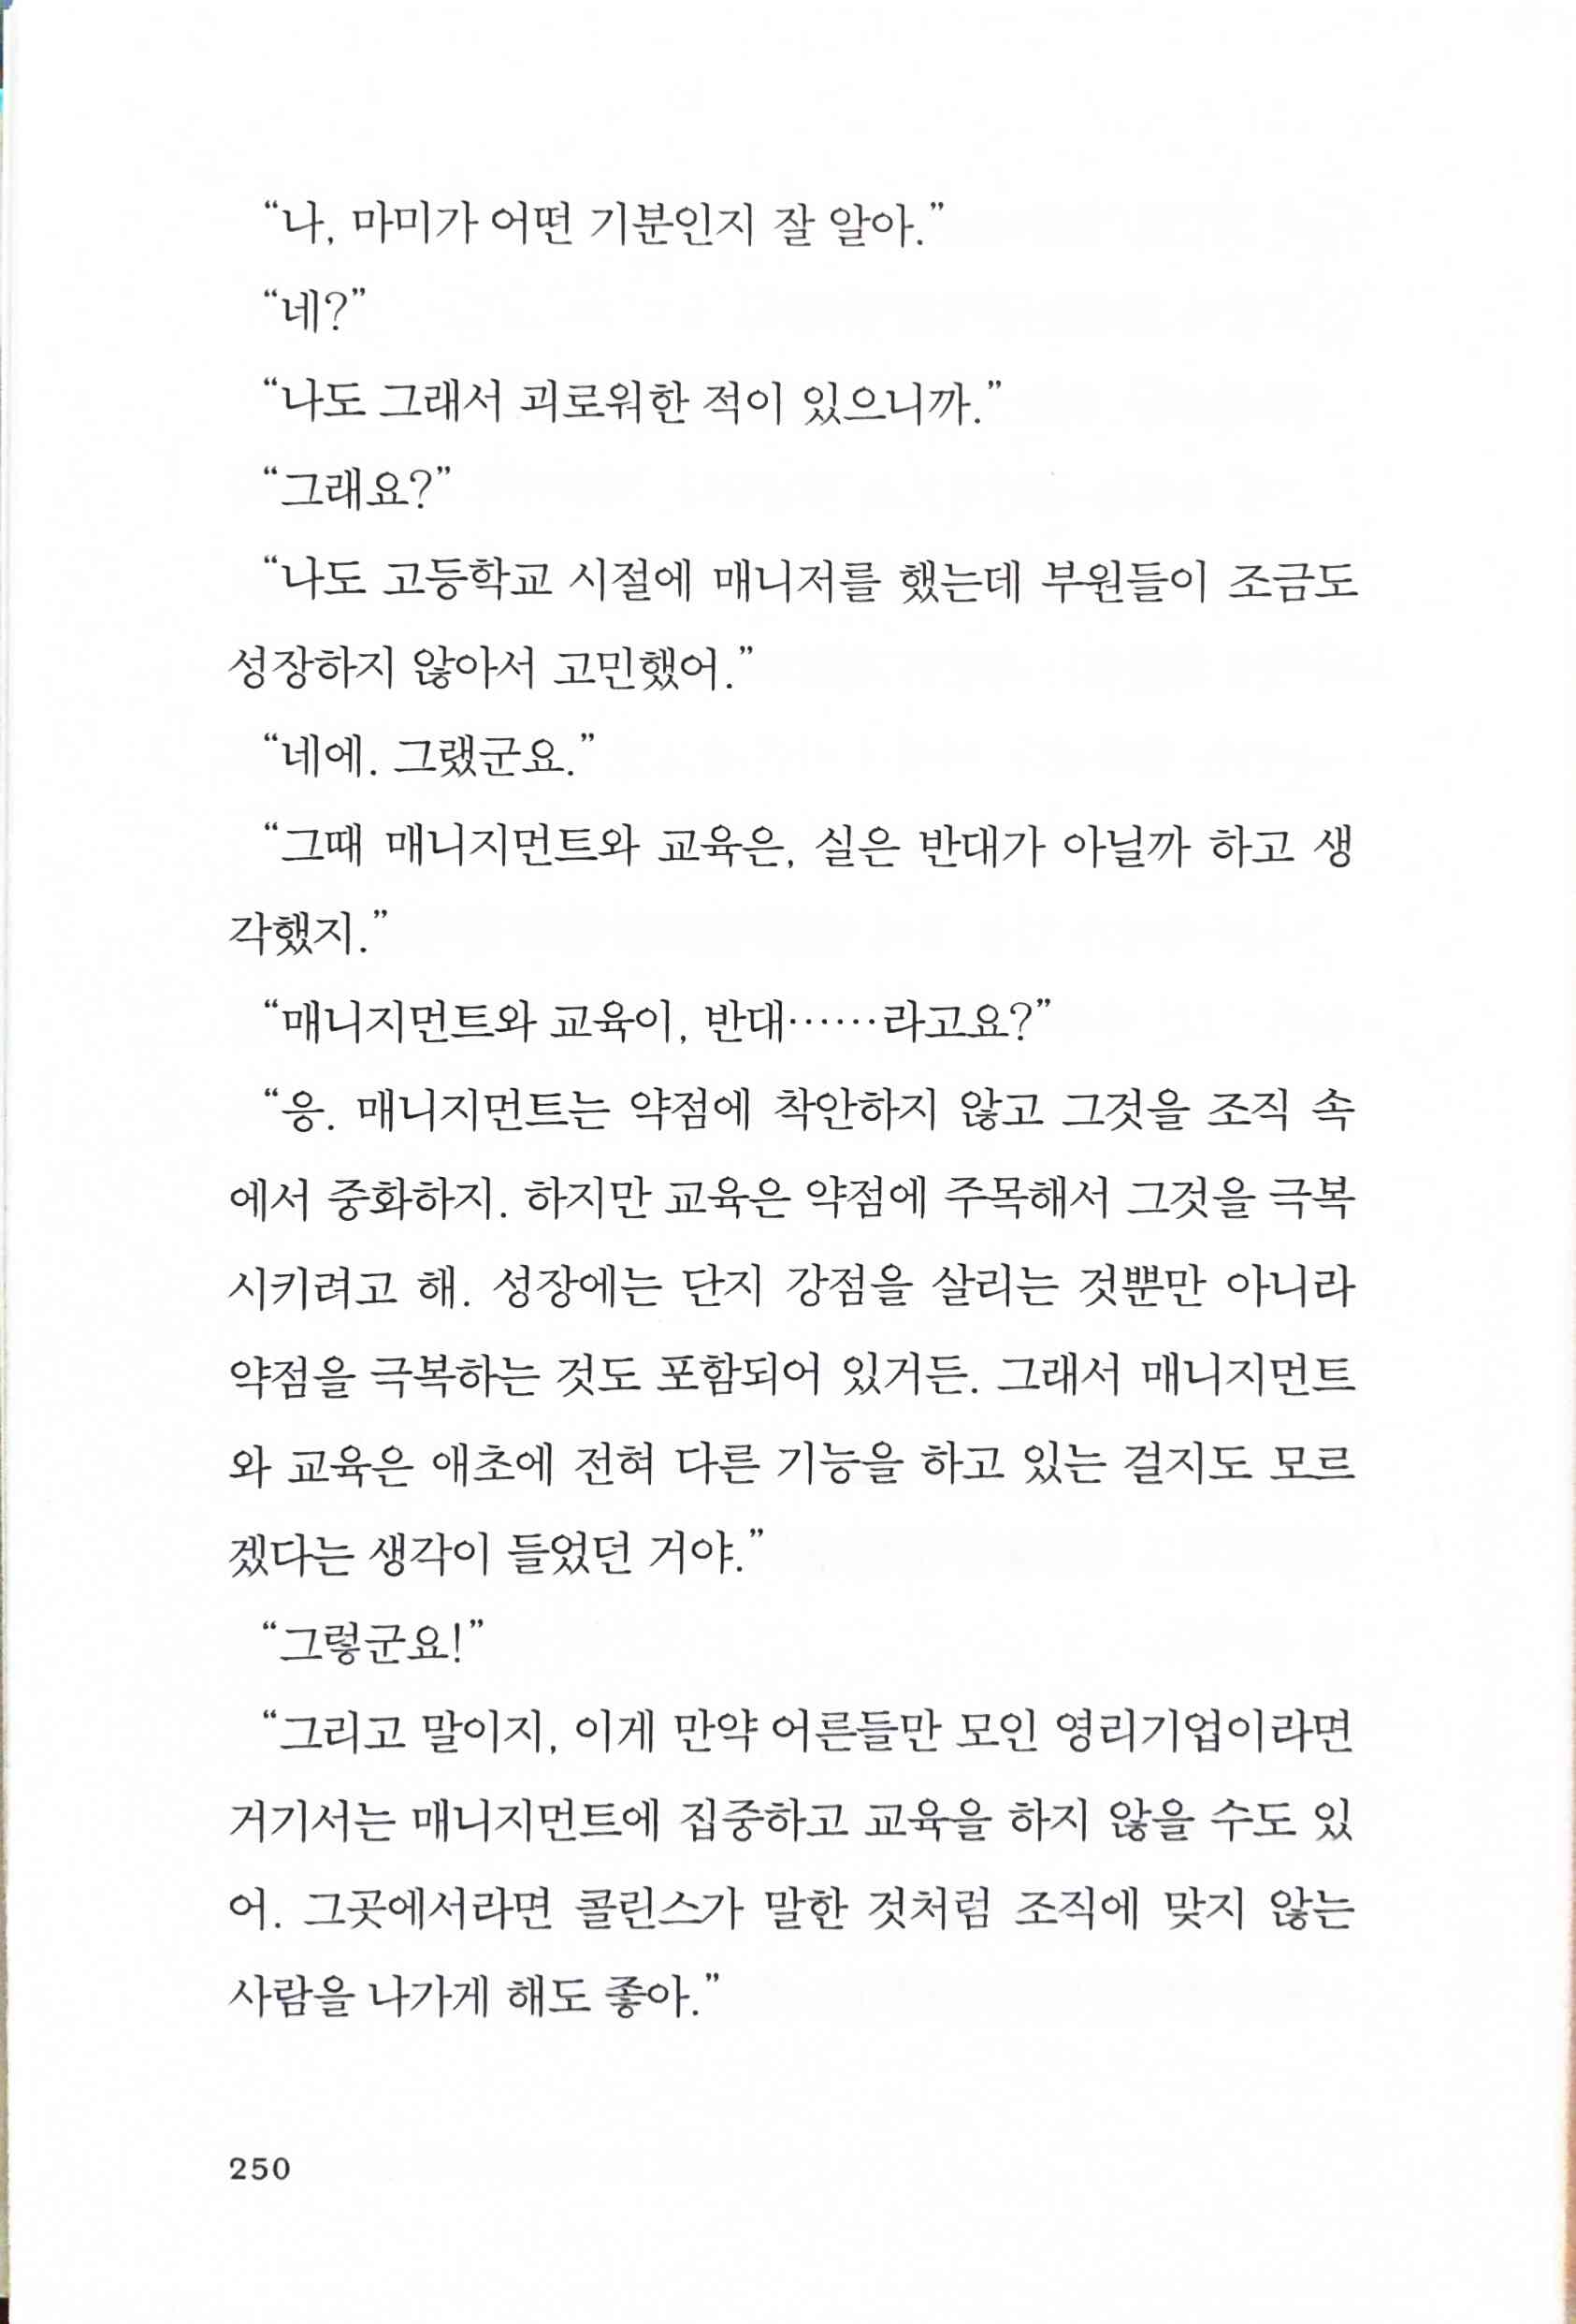 “나, 마미가 어떤 기분인지 잘 알아.”
“네?”
“나도 그래서 괴로워한 적이 있으니까.”
“그래요?”
“나도 고등학교 시절에 매니저를 했는데 부원들이 조금도
성장하지 않아서 고민했어.”
“네에. 그랬군요.”
“그때 매니지먼트와 교육은, 실은 반대가 아닐까 하고 생
각했지.”
“매니지먼트와 교육이, 반대……라고요?”
“응. 매니지먼트는 약점에 착안하지 않고 그것을 조직 속
에서 중화하지. 하지만 교육은 약점에 주목해서 그것을 극복
시키려고 해. 성장에는 단지 강점을 살리는 것뿐만 아니라
약점을 극복하는 것도 포함되어 있거든. 그래서 매니지먼트
와 교육은 애초에 전혀 다른 기능을 하고 있는 걸지도 모르
겠다는 생각이 들었던 거야.”
“그렇군요!”
“그리고 말이지, 이게 만약 어른들만 모인 영리기업이라면
거기서는 매니지먼트에 집중하고 교육을 하지 않을 수도 있
어. 그곳에서라면 콜린스가 말한 것처럼 조직에 맞지 않는
사람을 나가게 해도 좋아.”
250